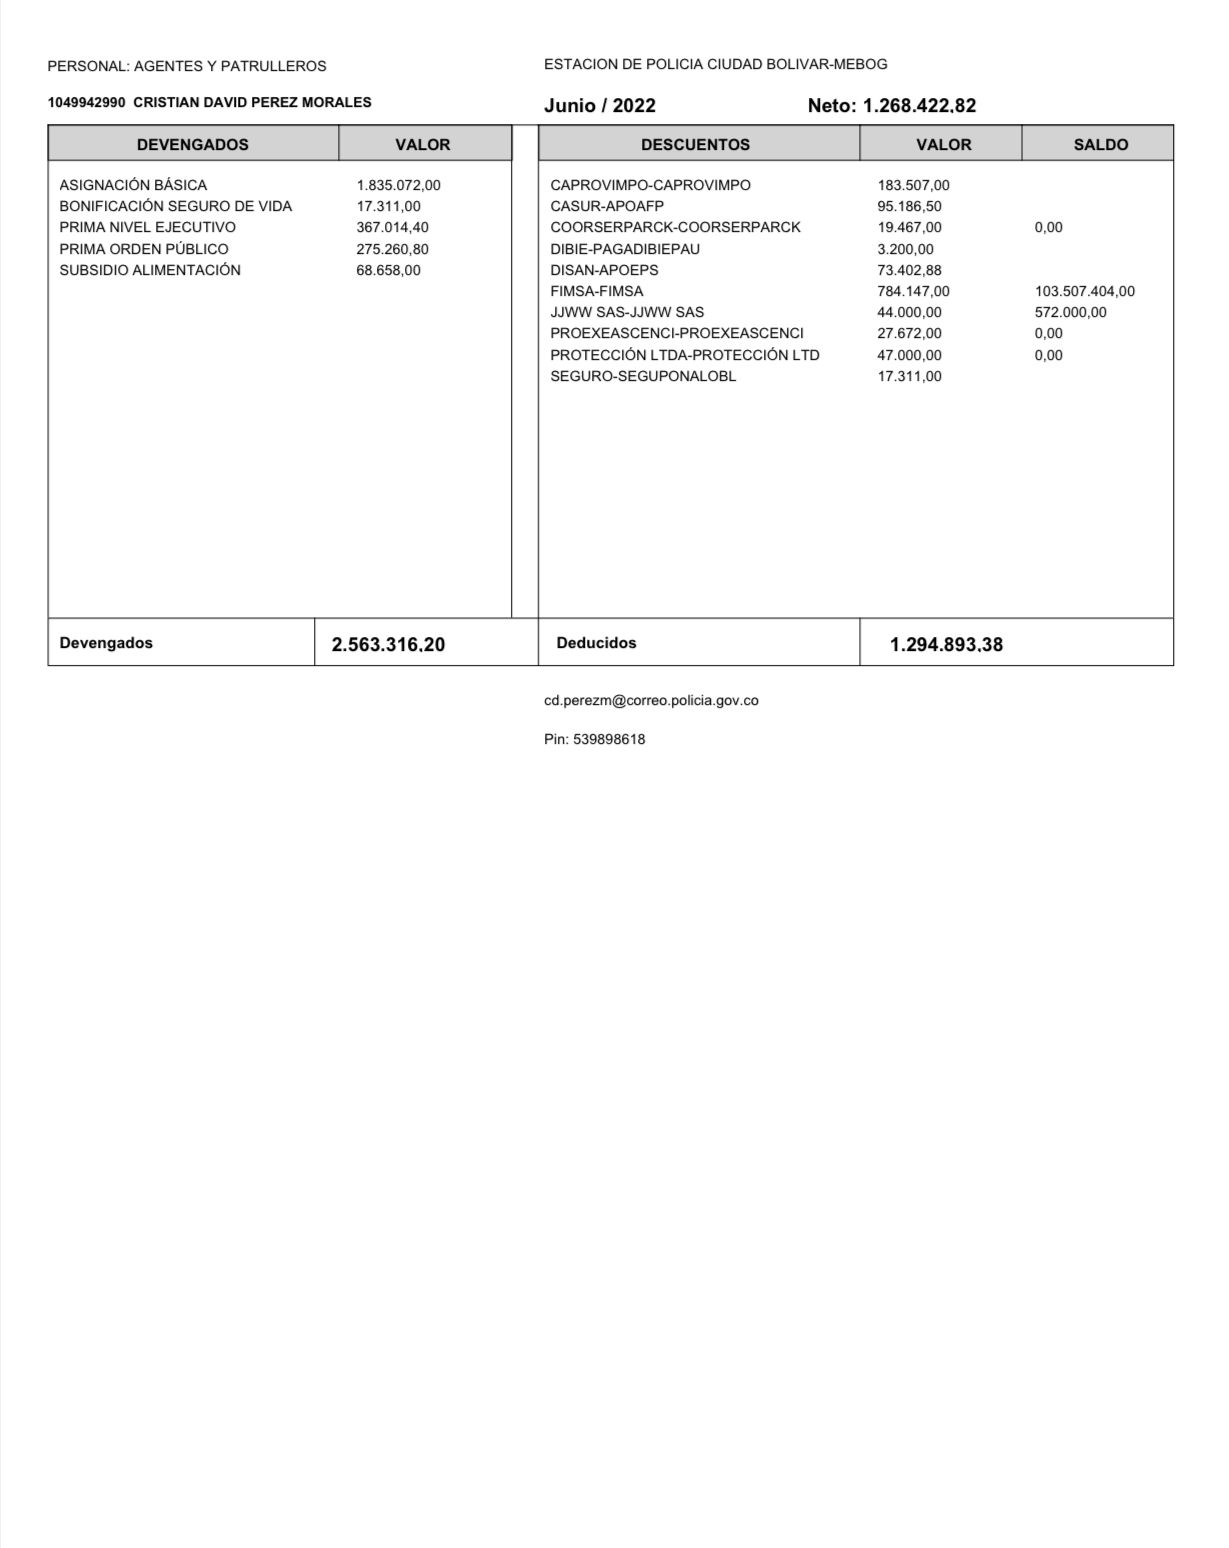 PERSONAL: AGENTES Y PATRULLEROS
ESTACION DE POLICIA CIUDAD BOLIVAR-MEBOG
1049942990 CRISTIAN DAVID PEREZ MORALES
Junio / 2022 Neto: 1.268.422,82
DEVENGADOS VALOR DESCUENTOS VALOR SALDO
ASIGNACIÓN BÁSICA 1.835.072,00 CAPROVIMPO-CAPROVIMPO 183.507,00
BONIFICACIÓN SEGURO DE VIDA 17.311,00 CASUR-APOAFP 95.186,50
PRIMA NIVEL EJECUTIVO 367.014,40 COORSERPARCK-COORSERPARCK 19.467,00 0,00
PRIMA ORDEN PÚBLICO 275.260,80 DIBIE-PAGADIBIEPAU 3.200,00
SUBSIDIO ALIMENTACIÓN 68.658,00 DISAN-APOEPS 73.402,88
FIMSA-FIMSA 784.147,00 103.507.404,00
JJWW SAS-JJWW SAS 44.000,00 572.000,00
PROEXEASCENCI-PROEXEASCENCI 27.672,00 0,00
PROTECCIÓN LTDA-PROTECCIÓN LTD 47.000,00 0,00
SEGURO-SEGUPONALOBL 17.311,00
Devengados 2.563.316,20 Deducidos 1.294.893,38
cd.perezm@correo.policia.gov.co
Pin: 539898618